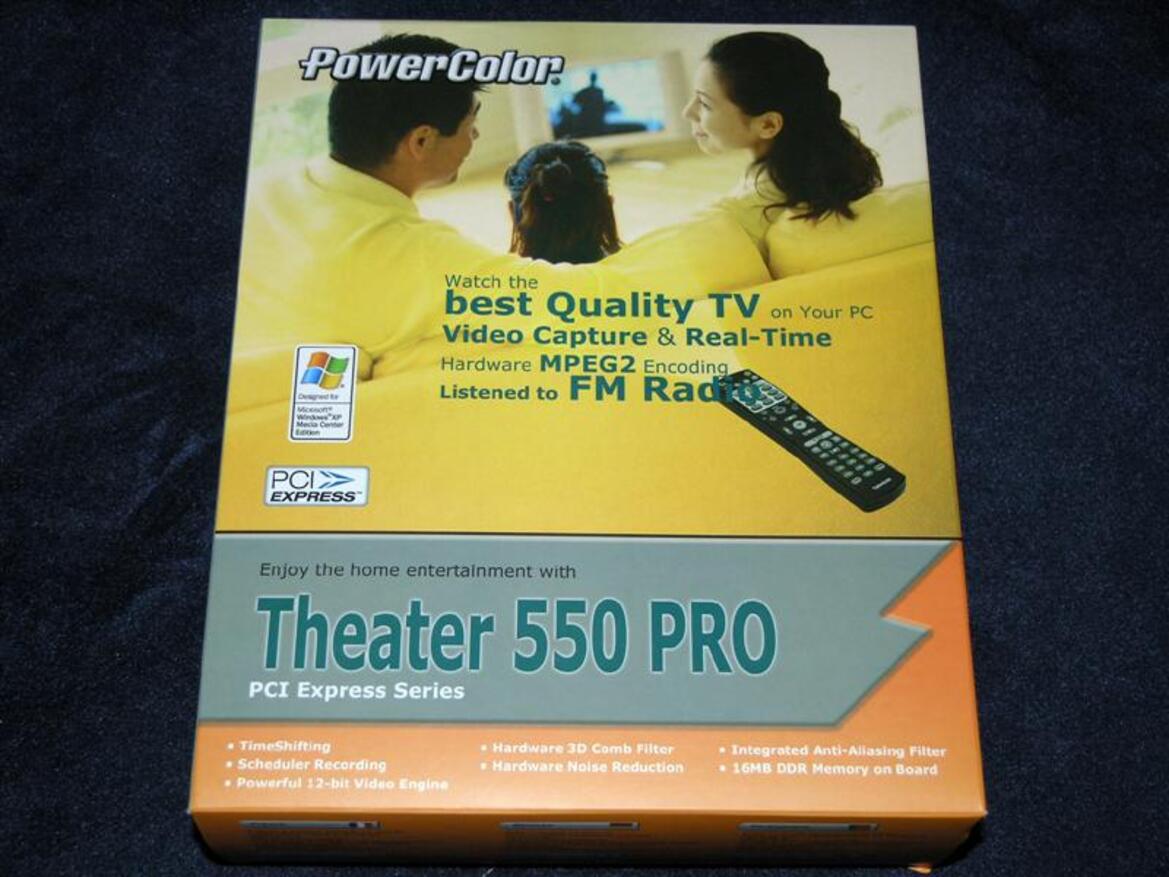 PowerColor
Watch the
best Quality TV on Your PC
Video Capture & Real-Time
Hardware MPEG2 Encoding
Listened to FM Radio
Designed for
Microsoft®
Windows® XP
Media Center
Edition
PCI
EXPRESS™
Enjoy the home entertainment with
Theater 550 PRO
PCI Express Series
▪ TimeShifting
▪ Scheduler Recording
▪ Powerful 12-bit Video Engine
▪ Hardware 3D Comb Filter
▪ Hardware Noise Reduction
▪ Integrated Anti-Aliasing Filter
▪ 16MB DDR Memory on Board